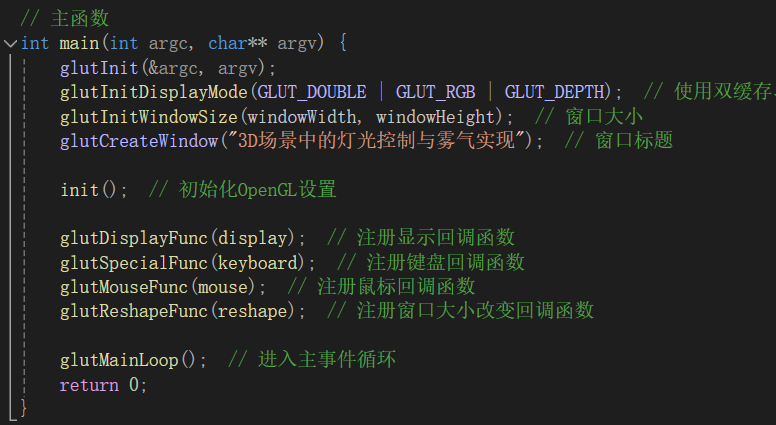 // 主函数
int main(int argc, char** argv) {
glutInit(&argc, argv);
glutInitDisplayMode(GLUT_DOUBLE | GLUT_RGB | GLUT_DEPTH);  // 使用双缓存、
glutInitWindowSize(windowWidth, windowHeight);  // 窗口大小
glutCreateWindow("3D场景中的灯光控制与雾气实现");  // 窗口标题
init();  // 初始化OpenGL设置
glutDisplayFunc(display);  // 注册显示回调函数
glutSpecialFunc(keyboard);  // 注册键盘回调函数
glutMouseFunc(mouse);  // 注册鼠标回调函数
glutReshapeFunc(reshape);  // 注册窗口大小改变回调函数
glutMainLoop();  // 进入主事件循环
return 0;
}